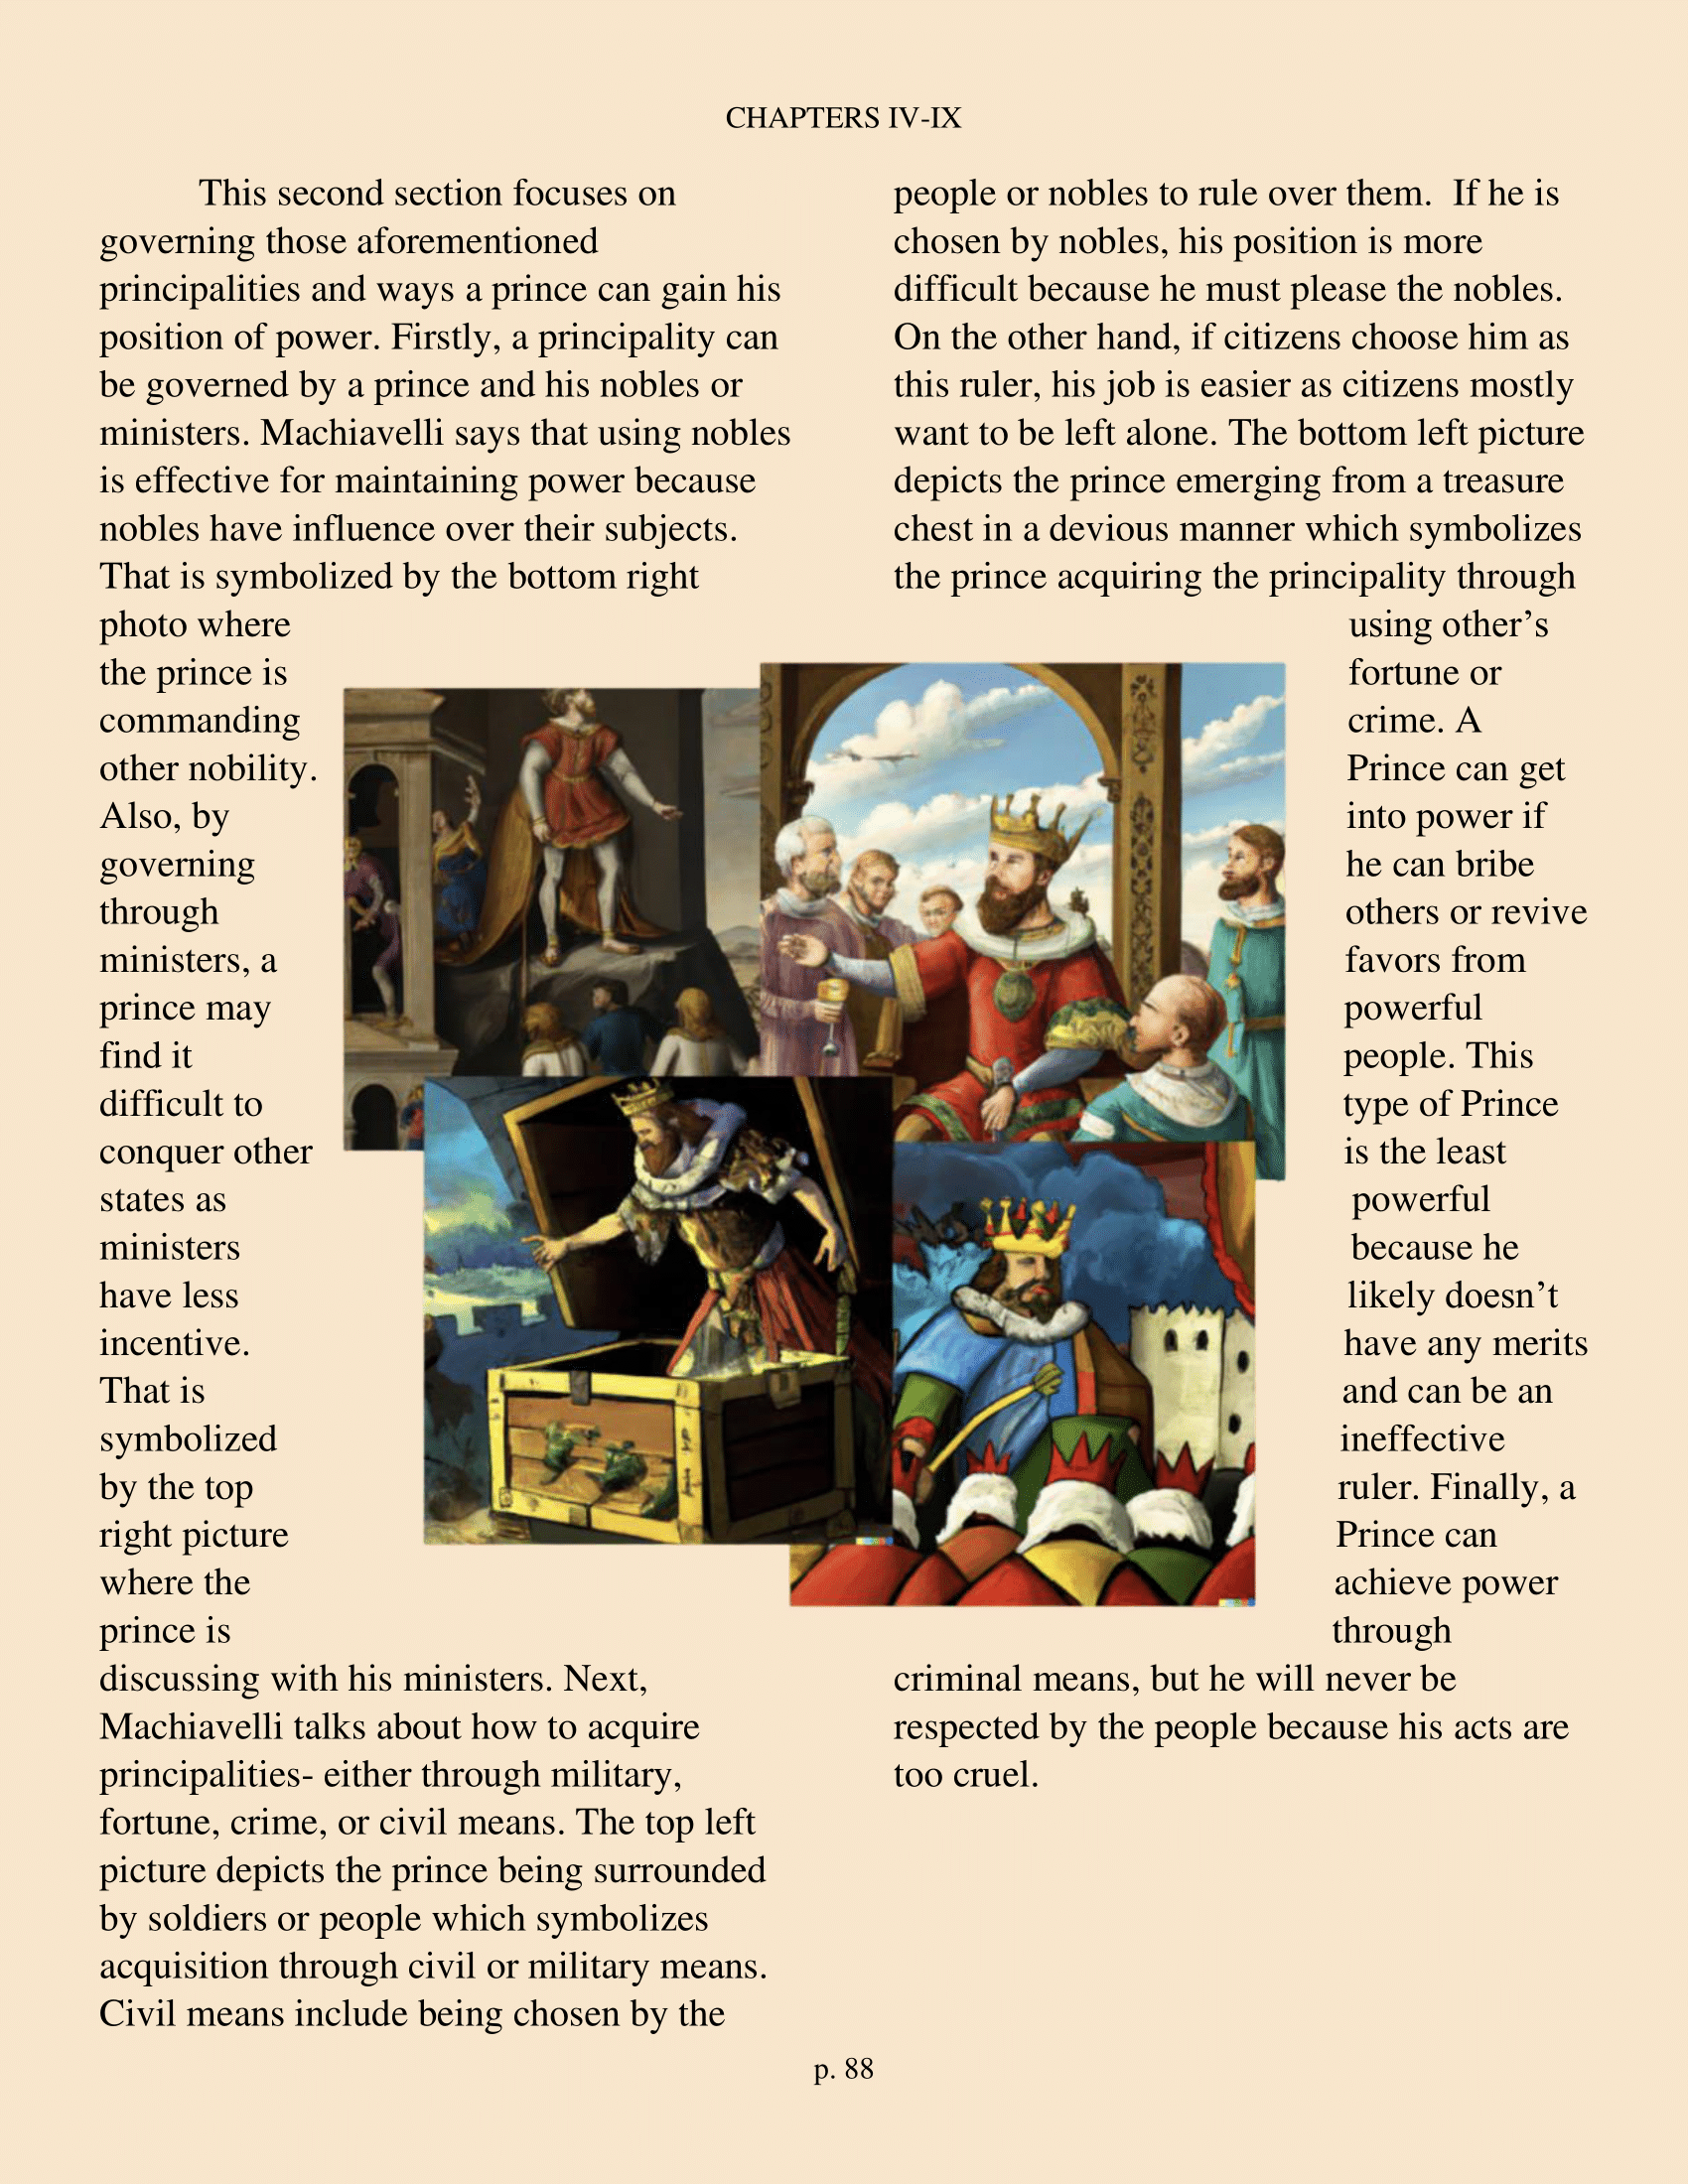 CHAPTERS IV-IX
This second section focuses on
governing those aforementioned
principalities and ways a prince can gain his
position of power. Firstly, a principality can
be governed by a prince and his nobles or
ministers. Machiavelli says that using nobles
is effective for maintaining power because
nobles have influence over their subjects.
That is symbolized by the bottom right
photo where
the prince is
commanding
other nobility.
Also, by
governing
through
ministers, a
prince may
find it
difficult to
conquer other
states as
ministers
have less
incentive.
That is
symbolized
by the top
right picture
where the
prince is
discussing with his ministers. Next,
Machiavelli talks about how to acquire
principalities- either through military,
fortune, crime, or civil means. The top left
picture depicts the prince being surrounded
by soldiers or people which symbolizes
acquisition through civil or military means.
Civil means include being chosen by the
people or nobles to rule over them.  If he is
chosen by nobles, his position is more
difficult because he must please the nobles.
On the other hand, if citizens choose him as
this ruler, his job is easier as citizens mostly
want to be left alone. The bottom left picture
depicts the prince emerging from a treasure
chest in a devious manner which symbolizes
the prince acquiring the principality through
using other’s
fortune or
crime. A
Prince can get
into power if
he can bribe
others or revive
favors from
powerful
people. This
type of Prince
is the least
powerful
because he
likely doesn’t
have any merits
and can be an
ineffective
ruler. Finally, a
Prince can
achieve power
through
criminal means, but he will never be
respected by the people because his acts are
too cruel.
p. 88